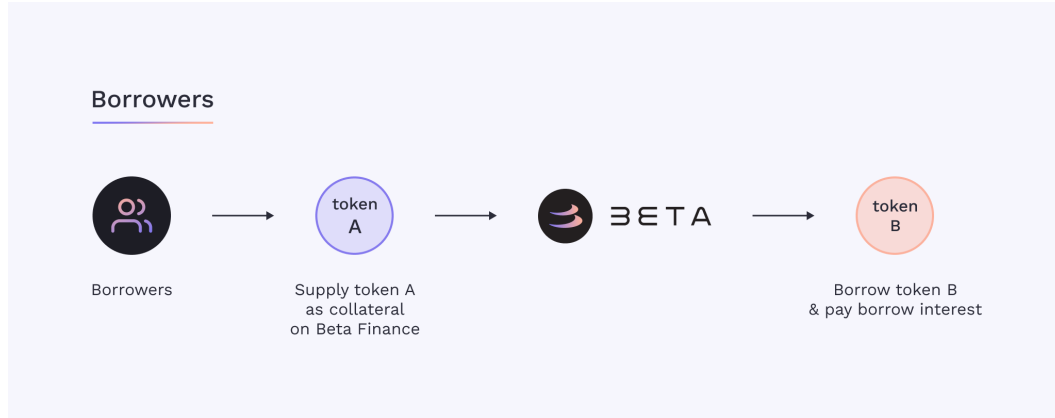 Borrowers
token
A
BETA
token
B
Borrowers
Supply token A
as collateral
on Beta Finance
Borrow token B
& pay borrow interest